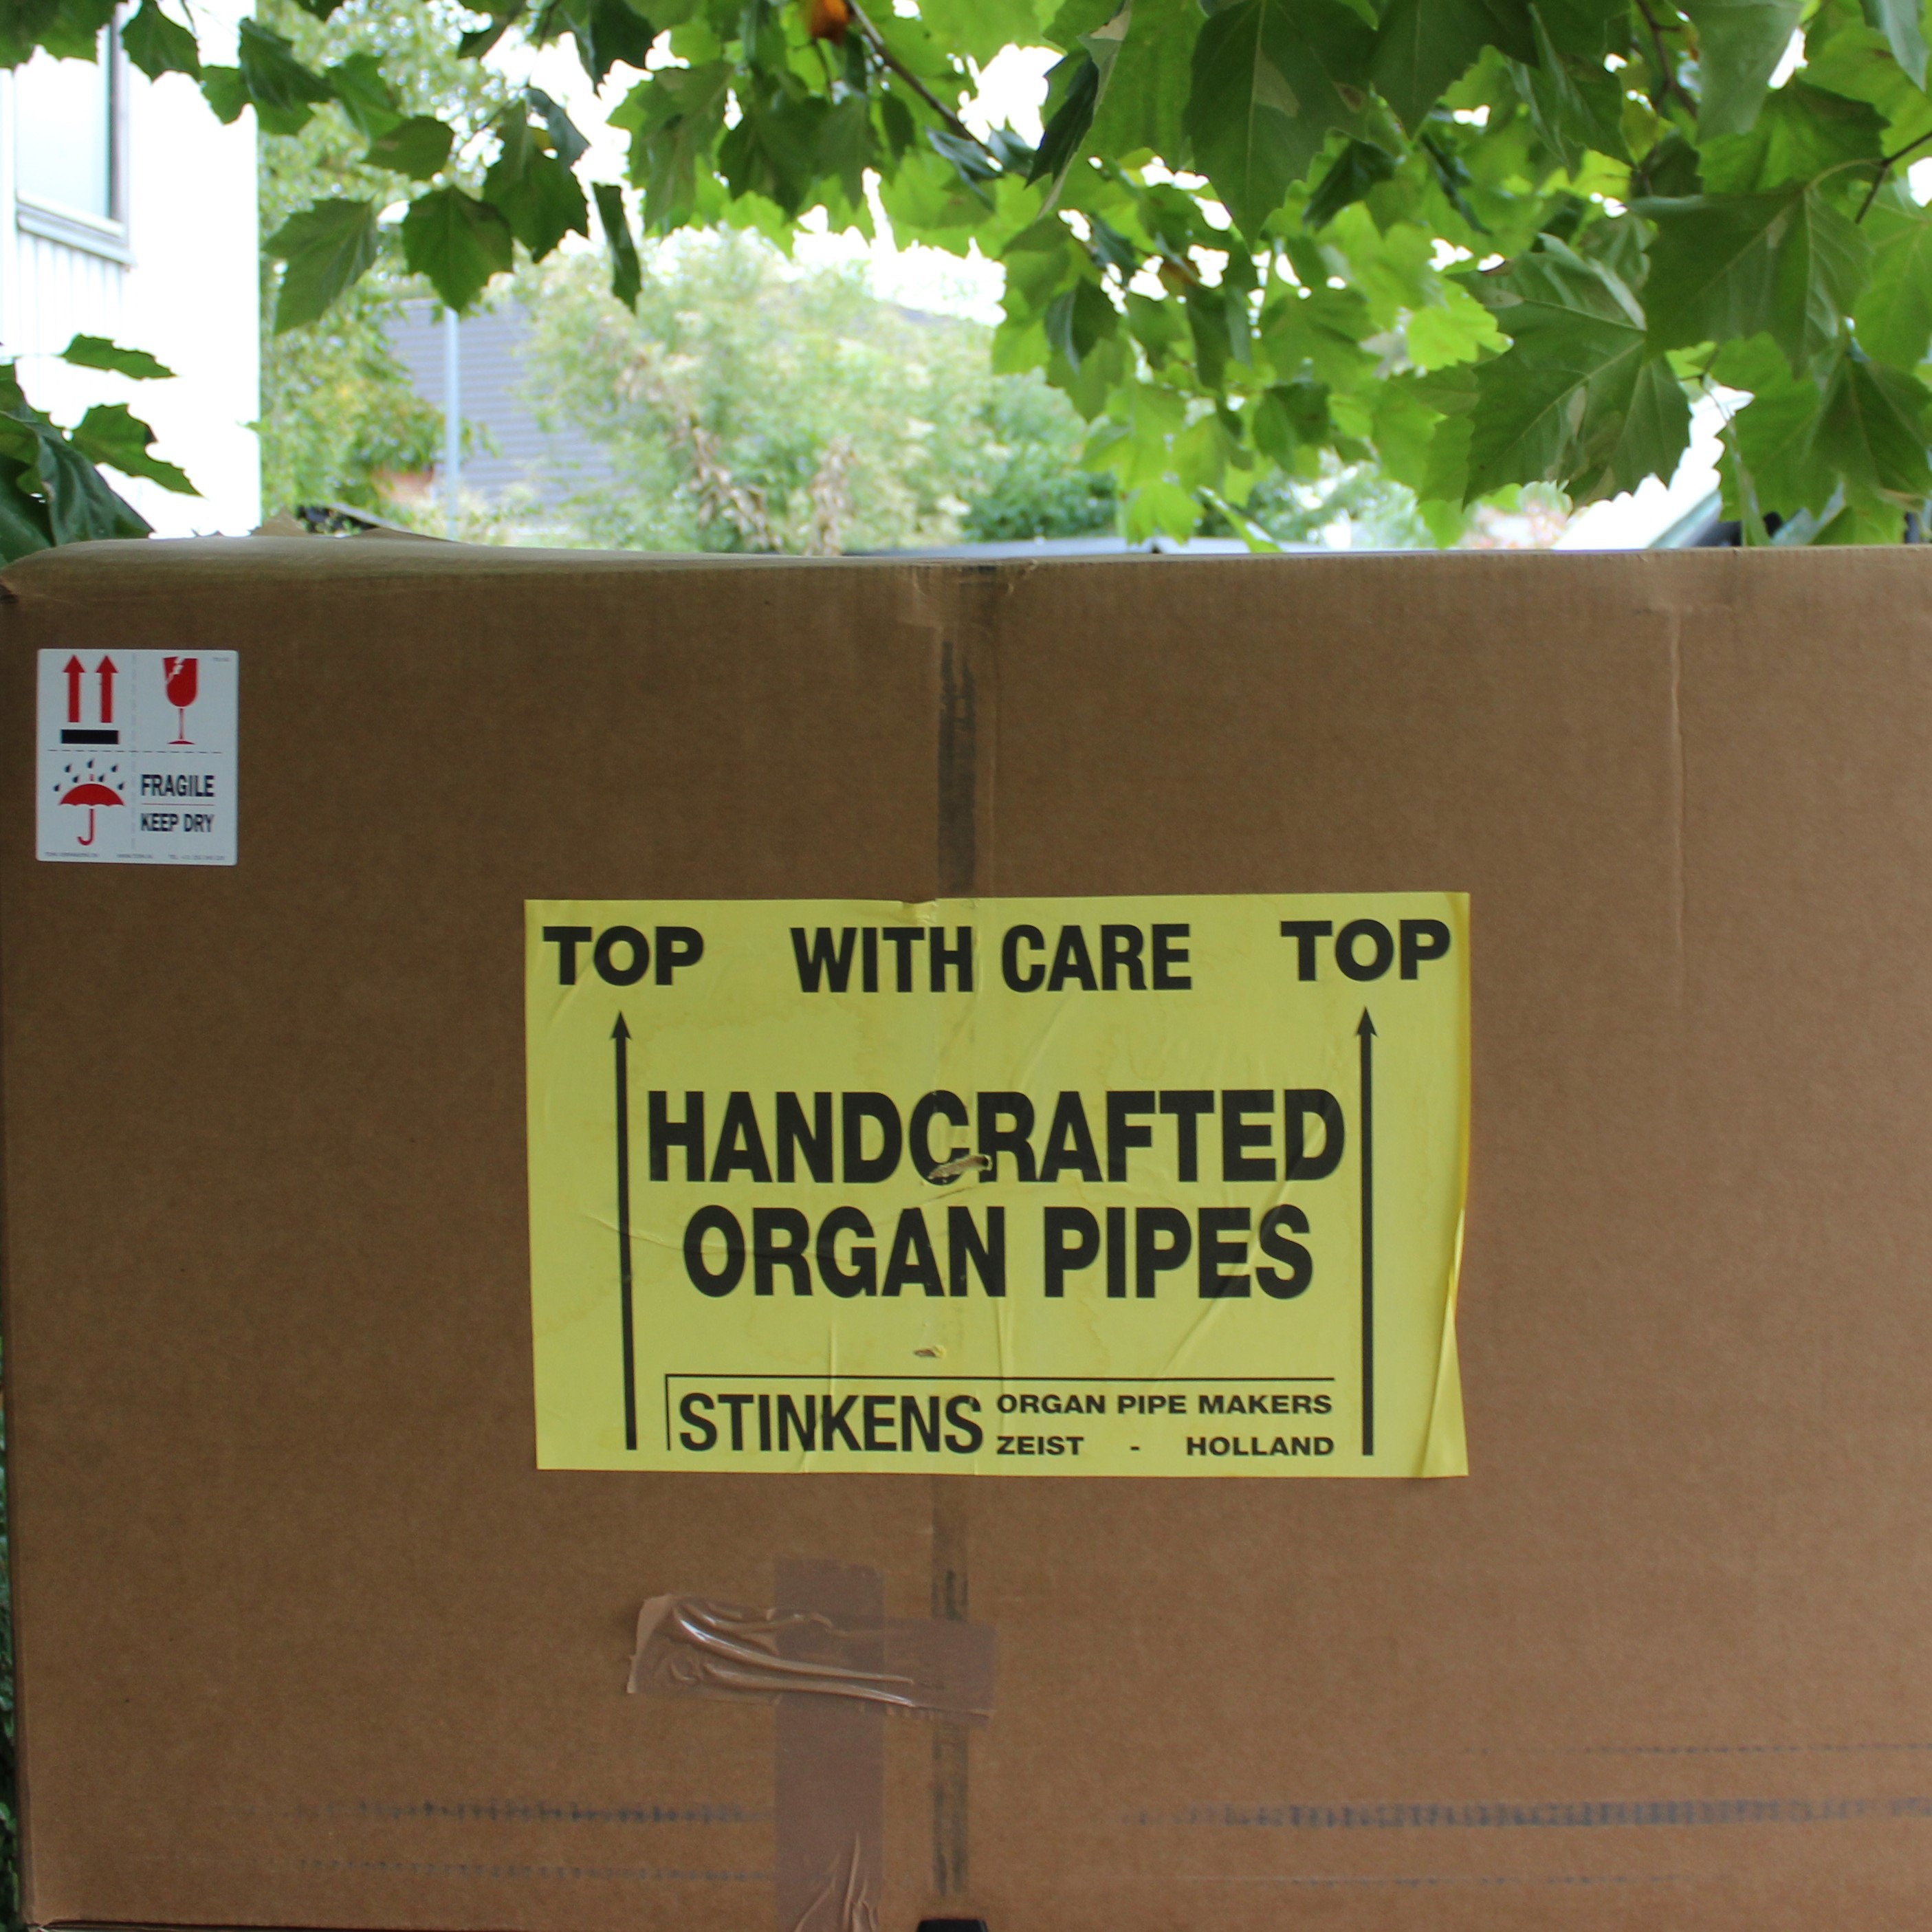 FRAGILE
KEEP DRY
TOP WITH CARE TOP
HANDCRAFTED
ORGAN PIPES
STINKENS ORGAN PIPE MAKERS
ZEIST - HOLLAND